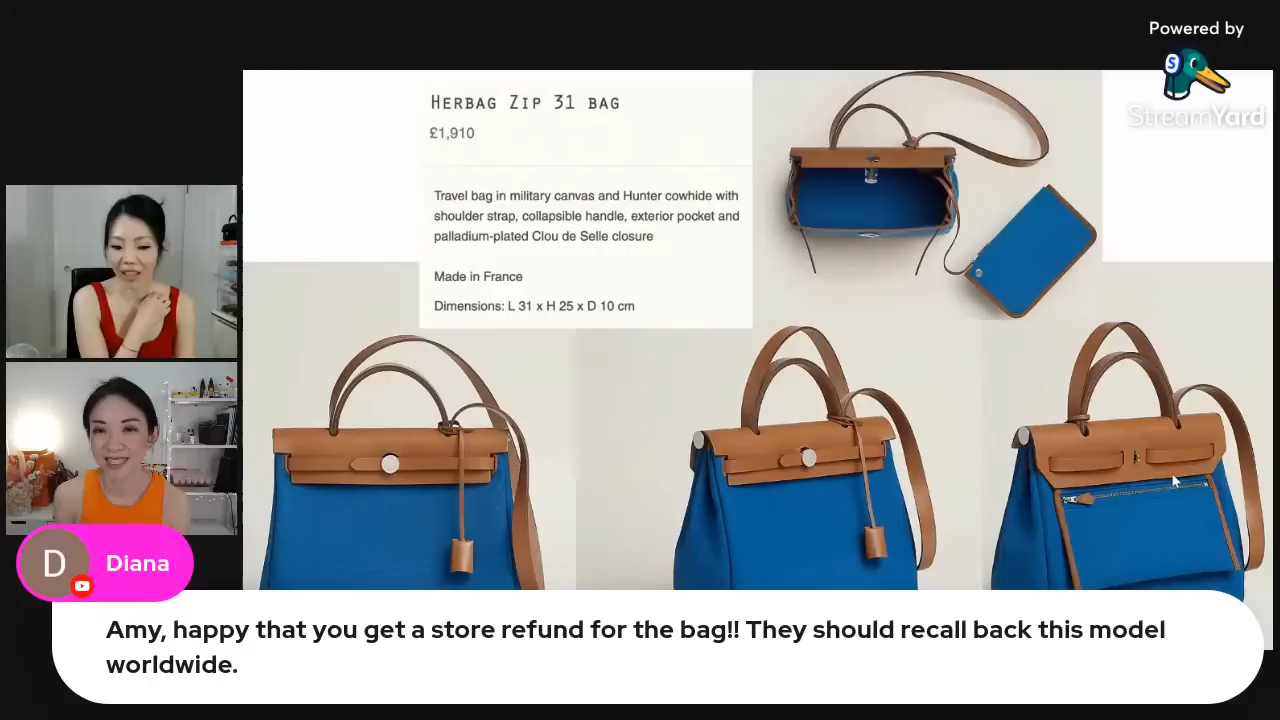 Powered by
S
StreamYard
HERBAG ZIP 31 BAG
£1,910
Travel bag in military canvas and Hunter cowhide with
shoulder strap, collapsible handle, exterior pocket and
palladium-plated Clou de Selle closure
Made in France
Dimensions: L 31 x H 25 x D 10 cm
D
Diana
Amy, happy that you get a store refund for the bag!! They should recall back this model
worldwide.